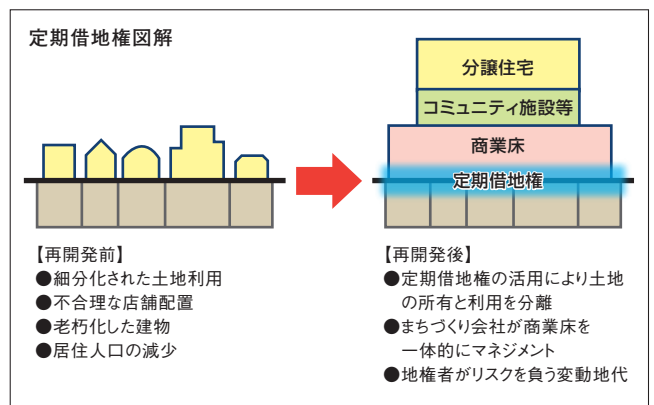 定期借地権図解
分譲住宅
コミュニティ施設等
商業床
定期借地権
【再開発前】
●細分化された土地利用
●不合理な店舗配置
●老朽化した建物
●居住人口の減少
【再開発後】
●定期借地権の活用により土地
の所有と利用を分離
●まちづくり会社が商業床を
一体的にマネジメント
●地権者がリスクを負う変動地代